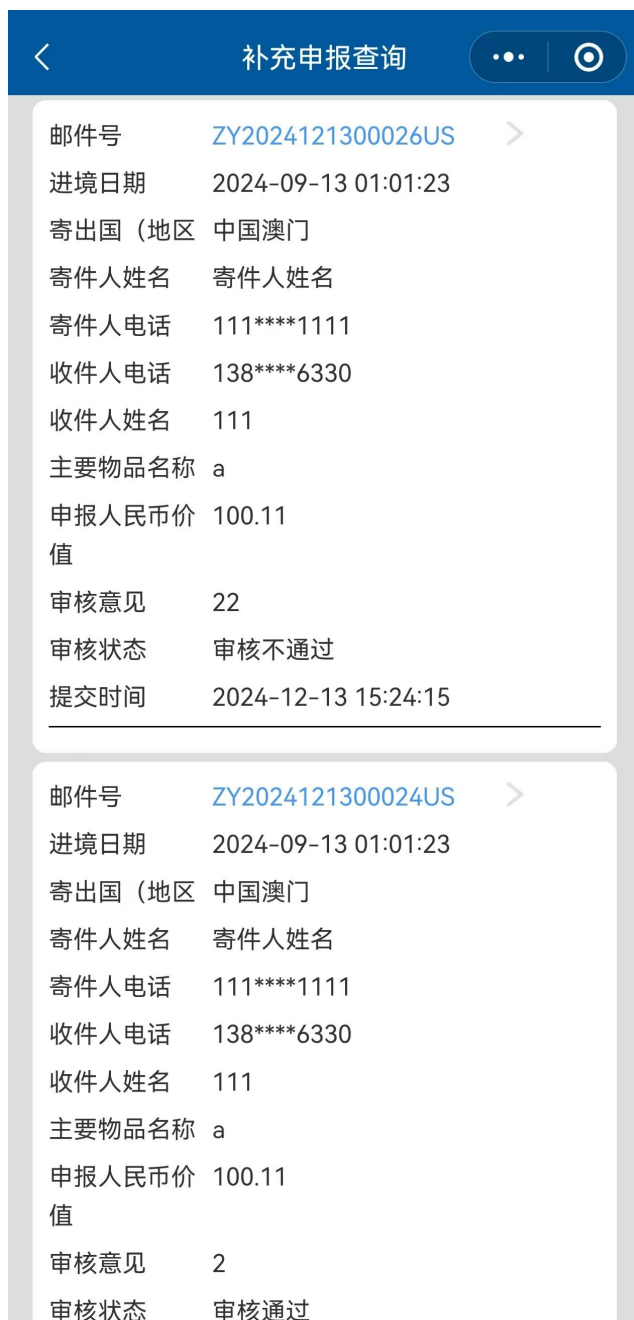 补充申报查询
邮件号 ZY2024121300026US
进境日期 2024-09-13 01:01:23
寄出国（地区 中国澳门
寄件人姓名 寄件人姓名
寄件人电话 111****1111
收件人电话 138****6330
收件人姓名 111
主要物品名称 a
申报人民币价 100.11
值
审核意见 22
审核状态 审核不通过
提交时间 2024-12-13 15:24:15
邮件号 ZY2024121300024US
进境日期 2024-09-13 01:01:23
寄出国（地区 中国澳门
寄件人姓名 寄件人姓名
寄件人电话 111****1111
收件人电话 138****6330
收件人姓名 111
主要物品名称 a
申报人民币价 100.11
值
审核意见 2
审核状态 审核通过